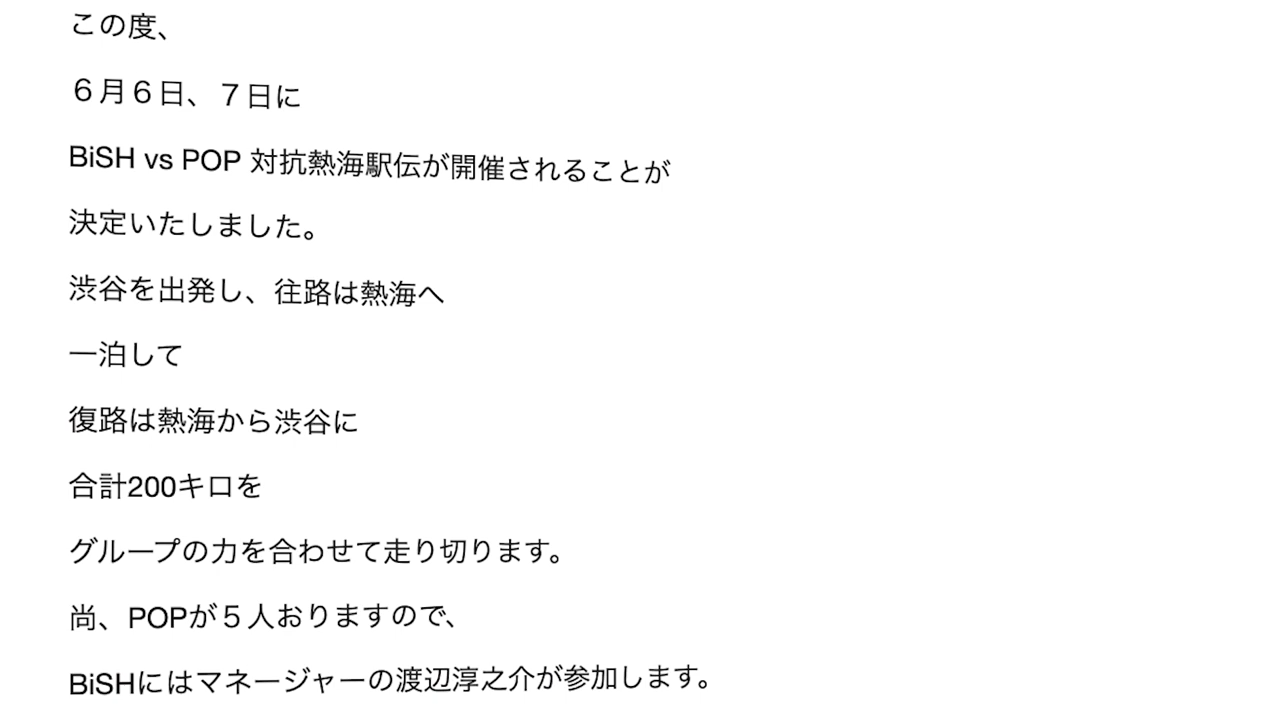 この度、
６月６日、７日に
BiSH vs POP 対抗熱海駅伝が開催されることが
決定いたしました。
渋谷を出発し、往路は熱海へ
一泊して
復路は熱海から渋谷に
合計200キロを
グループの力を合わせて走り切ります。
尚、POPが５人おりますので、
BiSHにはマネージャーの渡辺淳之介が参加します。